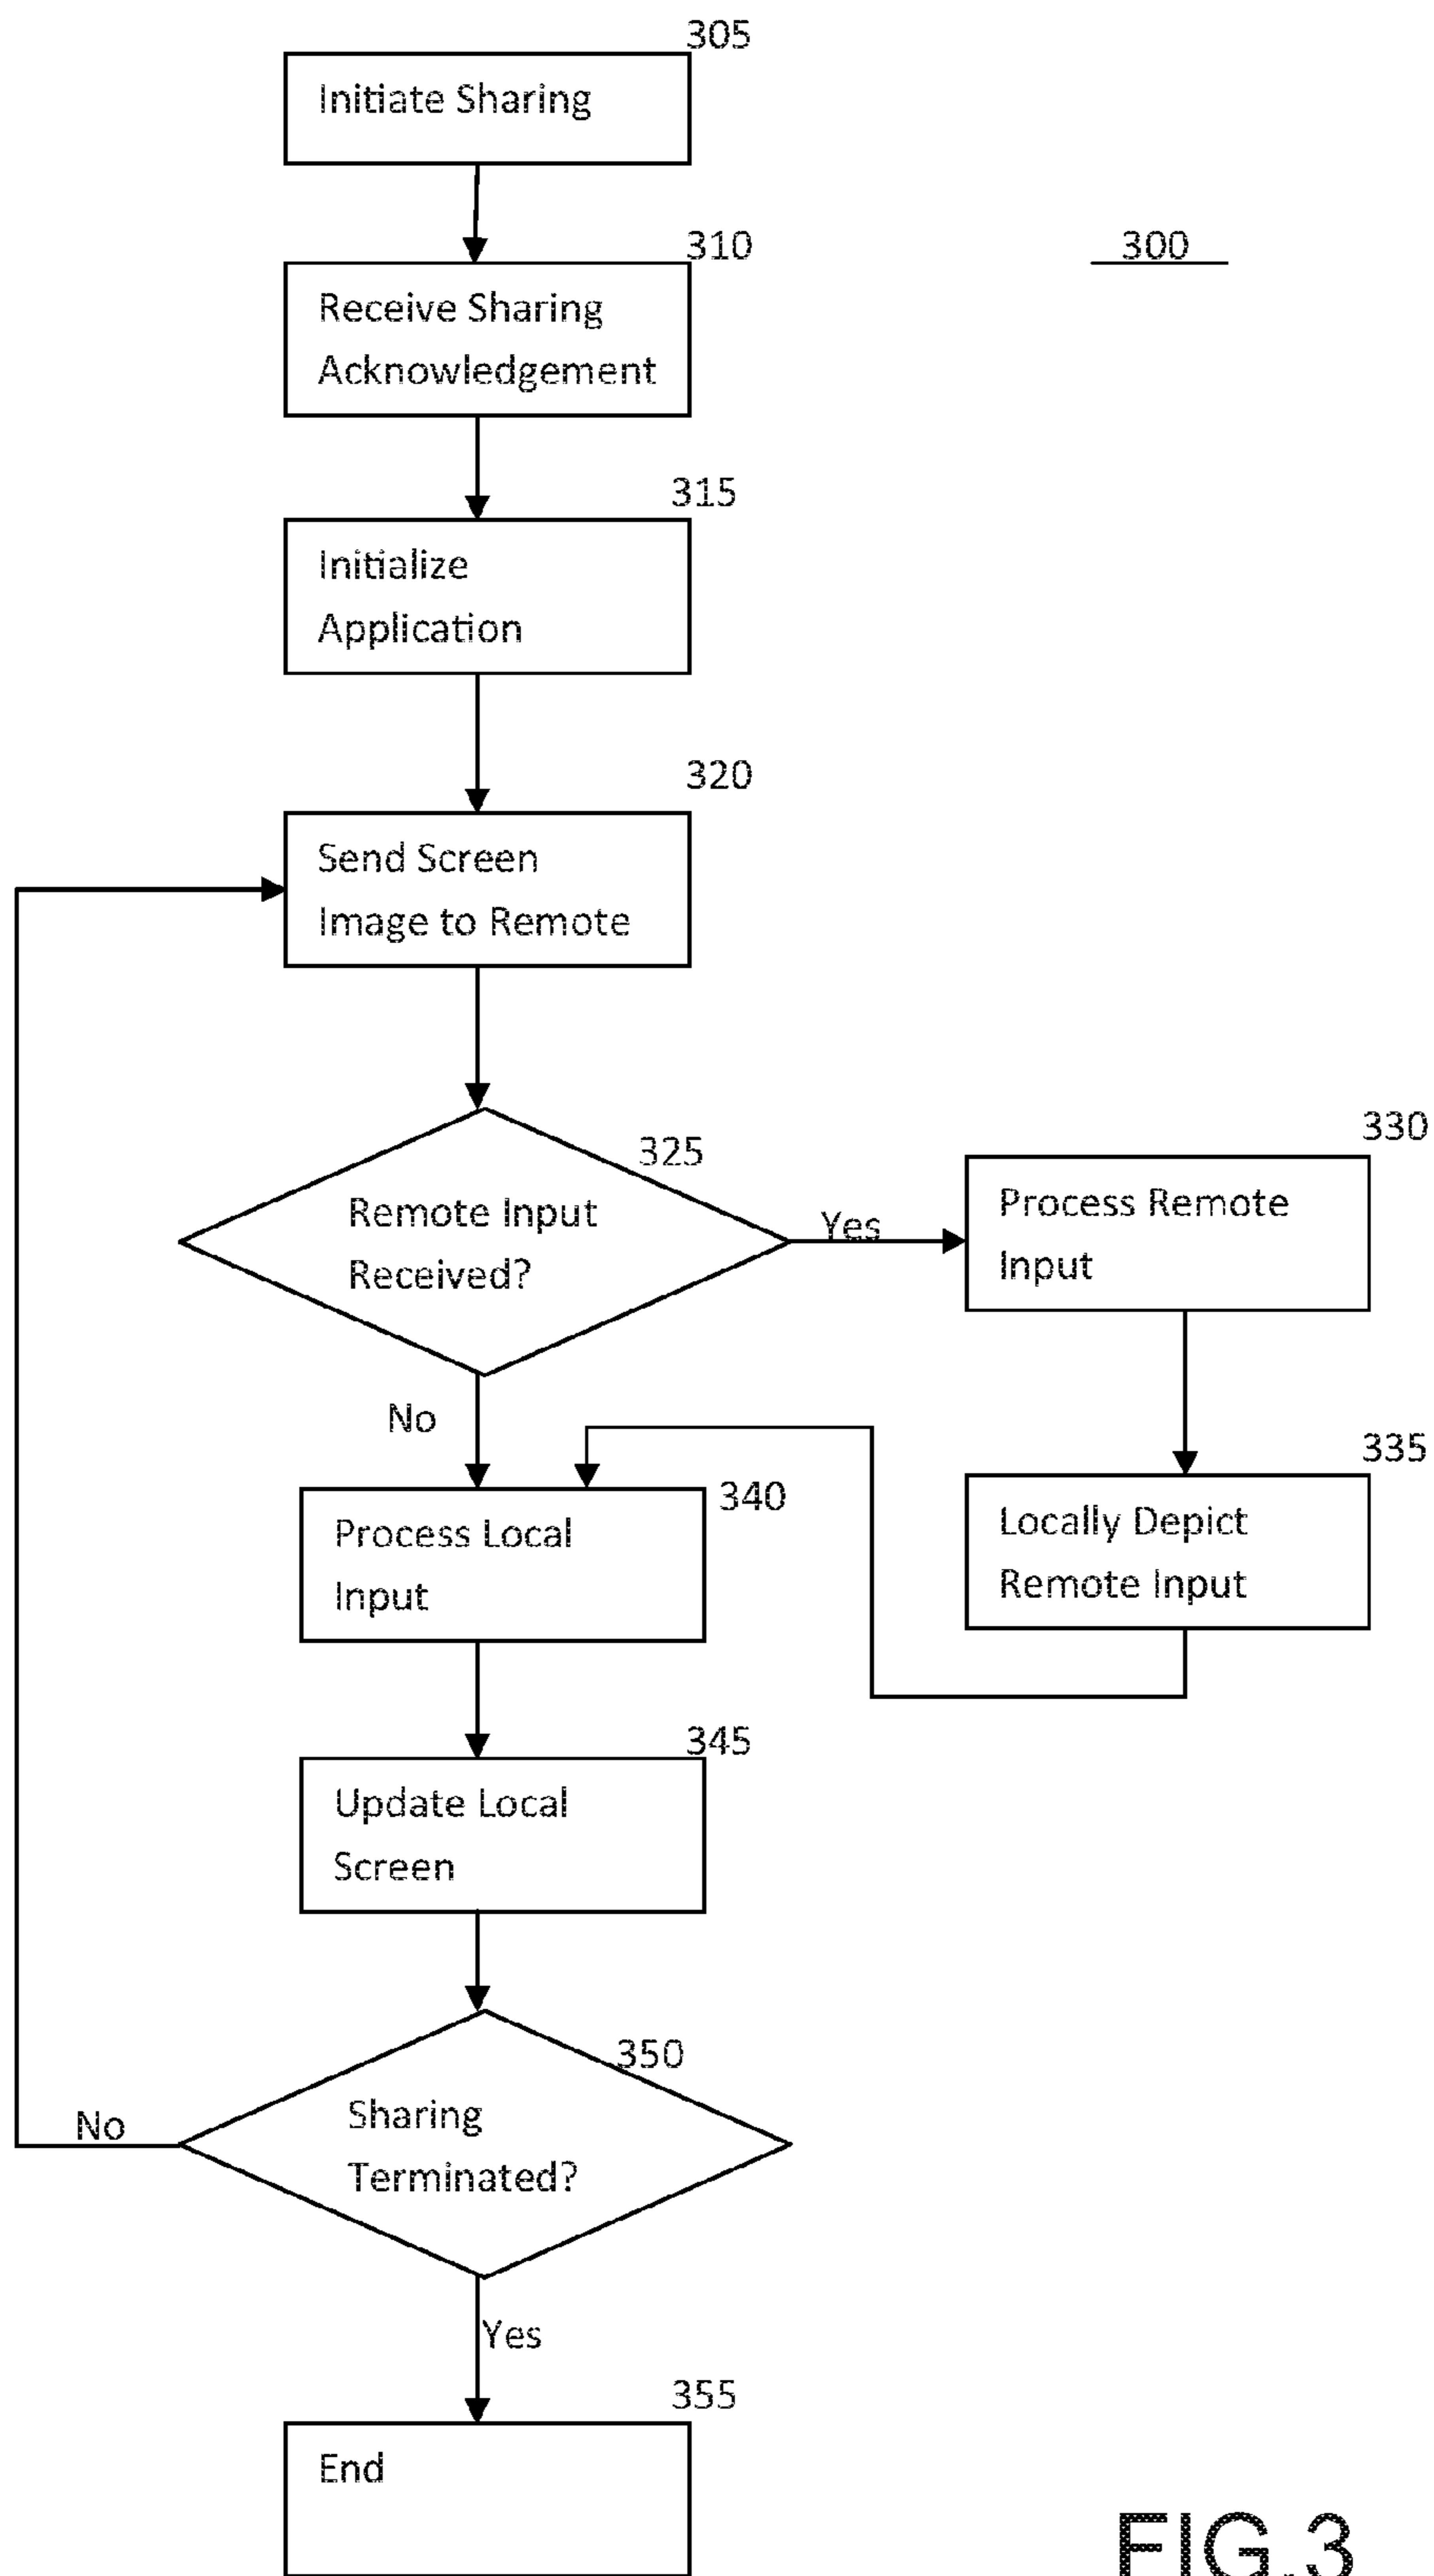 305
Initiate Sharing
310
300
Receive Sharing
Acknowledgement
315
Initialize
Application
320
Send Screen
Image to Remote
325
Remote Input
Received?
Yes
330
Process Remote
Input
No
335
Locally Depict
Remote Input
340
Process Local
Input
345
Update Local
Screen
350
Sharing
Terminated?
No
Yes
355
End
FIG.3